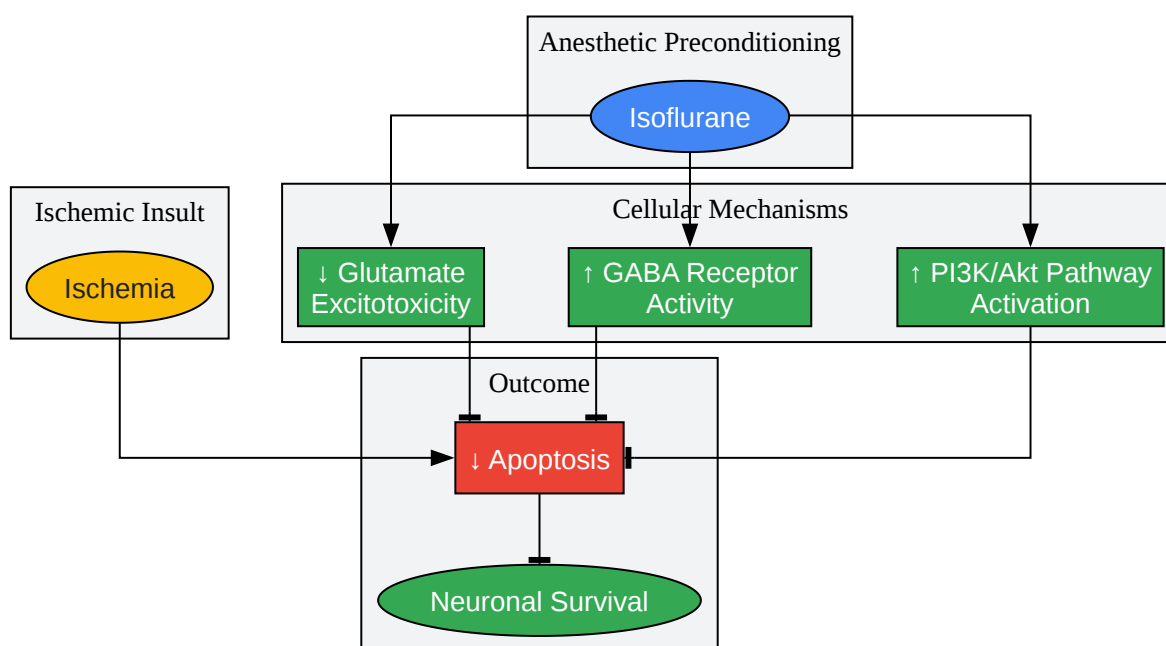 Anesthetic Preconditioning
Isoflurane
Ischemic Insult
Ischemia
Cellular Mechanisms
↓ Glutamate
Excitotoxicity
↑ GABA Receptor
Activity
↑ PI3K/Akt Pathway
Activation
Outcome
↓ Apoptosis
Neuronal Survival